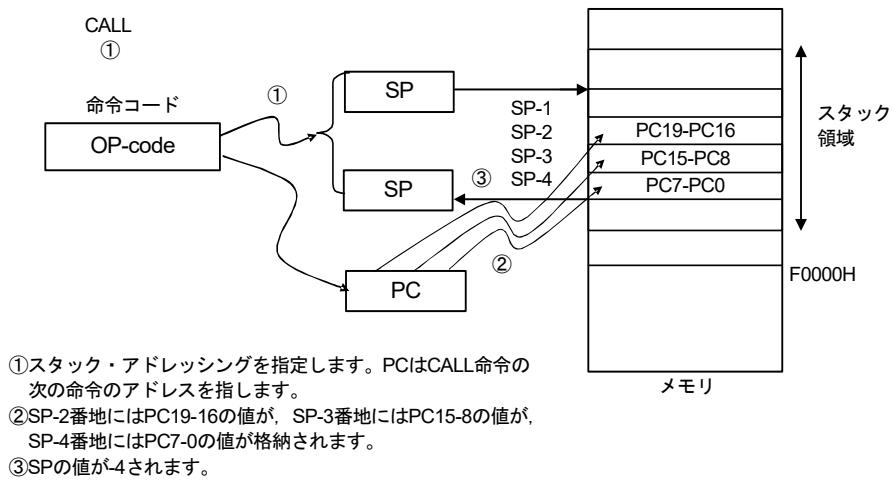 CALL
①
命令コード
OP-code
①
SP
SP
③
SP-1
SP-2
SP-3
SP-4
②
PC
PC19-PC16
PC15-PC8
PC7-PC0
スタック
領域
F0000H
メモリ
①スタック・アドレッシングを指定します。PCはCALL命令の
次の命令のアドレスを指します。
②SP-2番地にはPC19-16の値が，SP-3番地にはPC15-8の値が，
SP-4番地にはPC7-0の値が格納されます。
③SPの値が-4されます。